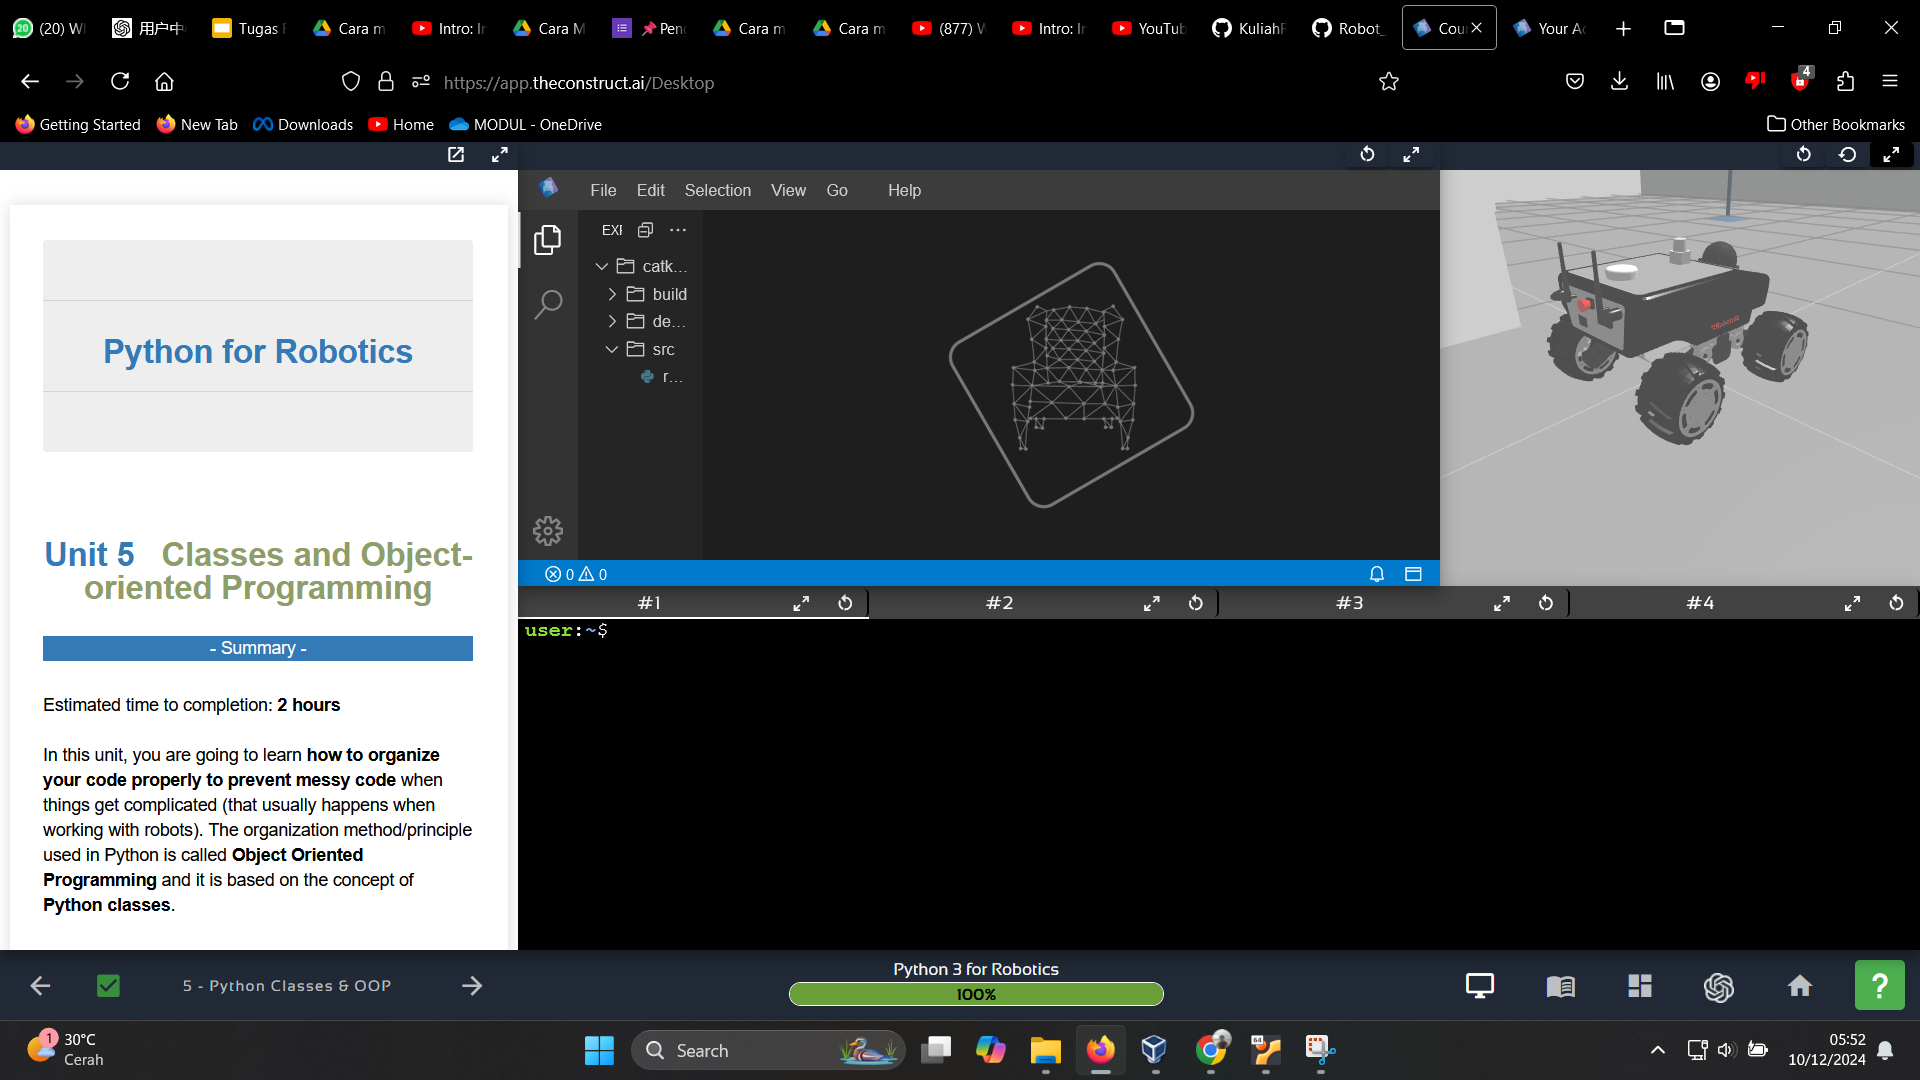 (20) W
用户中
Tugas
Cara m
Intro: Ir
Cara M
Peng
Cara m
Cara m
(877) W
Intro: Ir
YouTub
KuliahF
Robot_
Cou
Your Ac
https://app.theconstruct.ai/Desktop
4
Getting Started
New Tab
Downloads
Home
MODUL - OneDrive
Other Bookmarks
File Edit Selection View Go Help
EXF
catk...
build
de...
src
r...
0 0
#1
#2
#3
#4
user:~$
Python for Robotics
Unit 5 Classes and Object-
oriented Programming
- Summary -
Estimated time to completion: 2 hours
In this unit, you are going to learn how to organize
your code properly to prevent messy code when
things get complicated (that usually happens when
working with robots). The organization method/principle
used in Python is called Object Oriented
Programming and it is based on the concept of
Python classes.
5 - Python Classes & OOP
Python 3 for Robotics
100%
?
1
30°C
Cerah
Search
64
05:52
10/12/2024